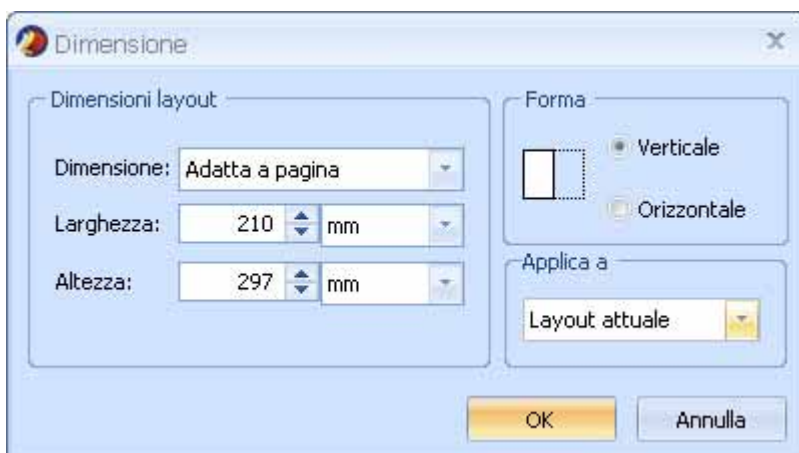 Dimensione
Dimensioni layout
Dimensione: Adatta a pagina
Larghezza: 210 mm
Altezza: 297 mm
Forma
Verticale
Orizzontale
Applica a
Layout attuale
OK Annulla